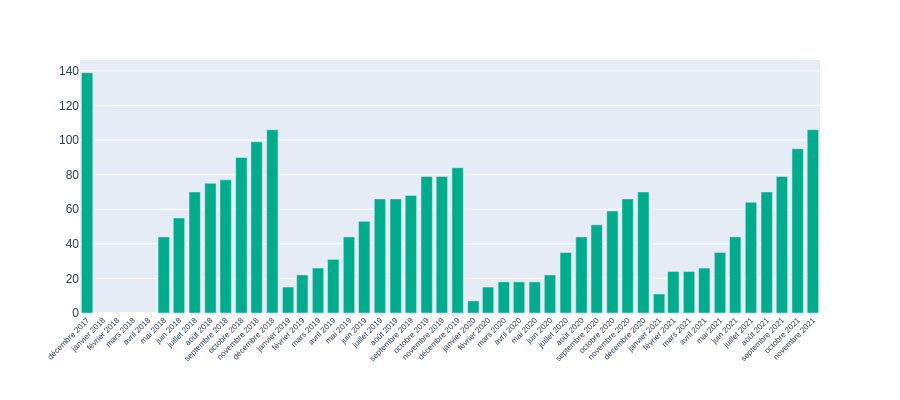 140
120
100
80
60
40
20
0
décembre 2017
janvier 2018
février 2018
mars 2018
avril 2018
mai 2018
juin 2018
juillet 2018
août 2018
septembre 2018
octobre 2018
novembre 2018
décembre 2018
janvier 2019
février 2019
mars 2019
avril 2019
mai 2019
juin 2019
juillet 2019
août 2019
septembre 2019
octobre 2019
novembre 2019
décembre 2019
janvier 2020
février 2020
mars 2020
avril 2020
mai 2020
juin 2020
juillet 2020
août 2020
septembre 2020
octobre 2020
novembre 2020
décembre 2020
janvier 2021
février 2021
mars 2021
avril 2021
mai 2021
juin 2021
juillet 2021
août 2021
septembre 2021
octobre 2021
novembre 2021